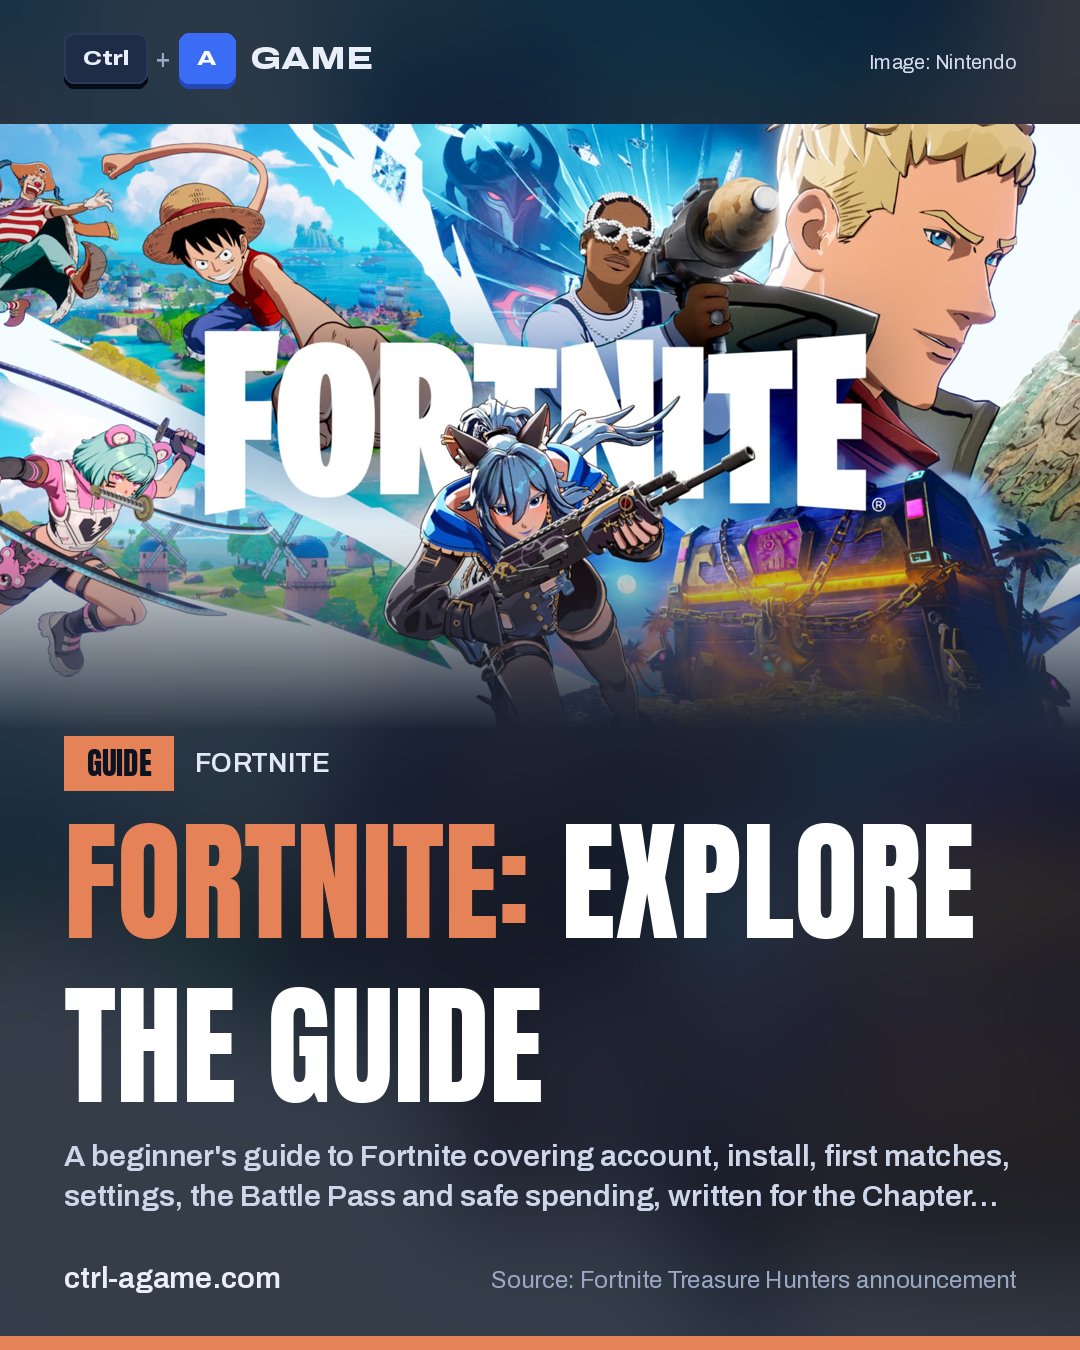 Ctrl + A GAME
Image: Nintendo
FORTNITE
®
GUIDE FORTNITE
FORTNITE: EXPLORE
THE GUIDE
A beginner's guide to Fortnite covering account, install, first matches,
settings, the Battle Pass and safe spending, written for the Chapter...
ctrl-agame.com
Source: Fortnite Treasure Hunters announcement